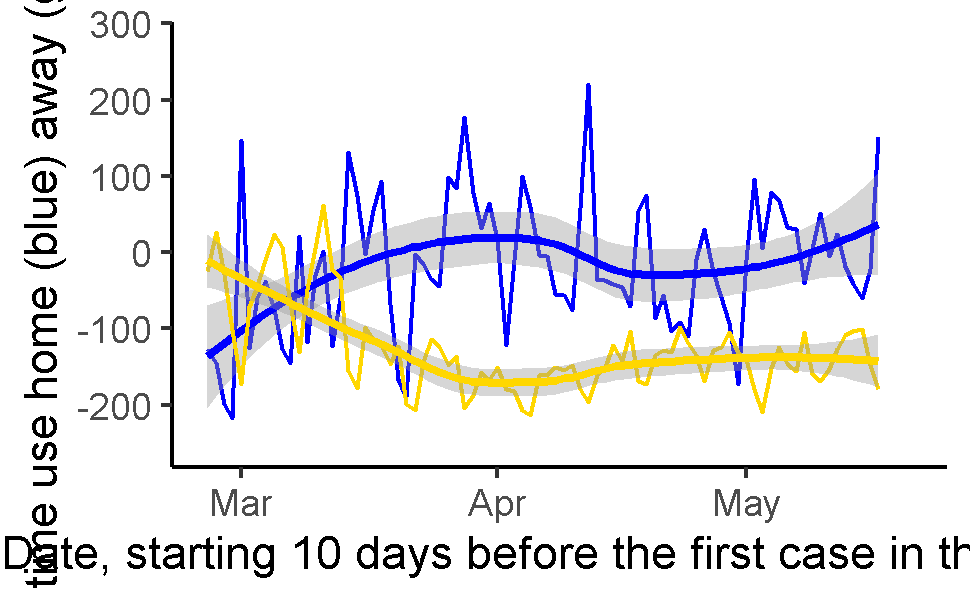 time use home (blue) away (
300
200
100
0
-100
-200
Mar Apr May
Date, starting 10 days before the first case in th